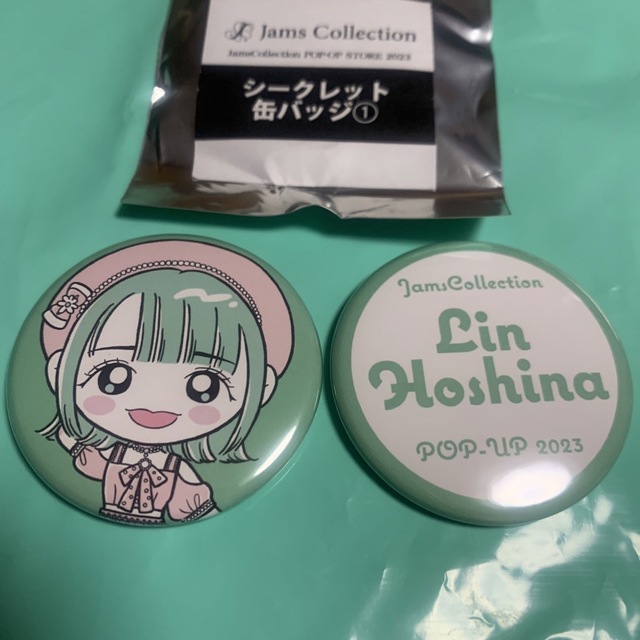 Jams Collection
JamsCollection POP-OP STORE 2023
シークレット
缶バッジ①
JamsCollection
Lin
Hoshina
POP-UP 2023